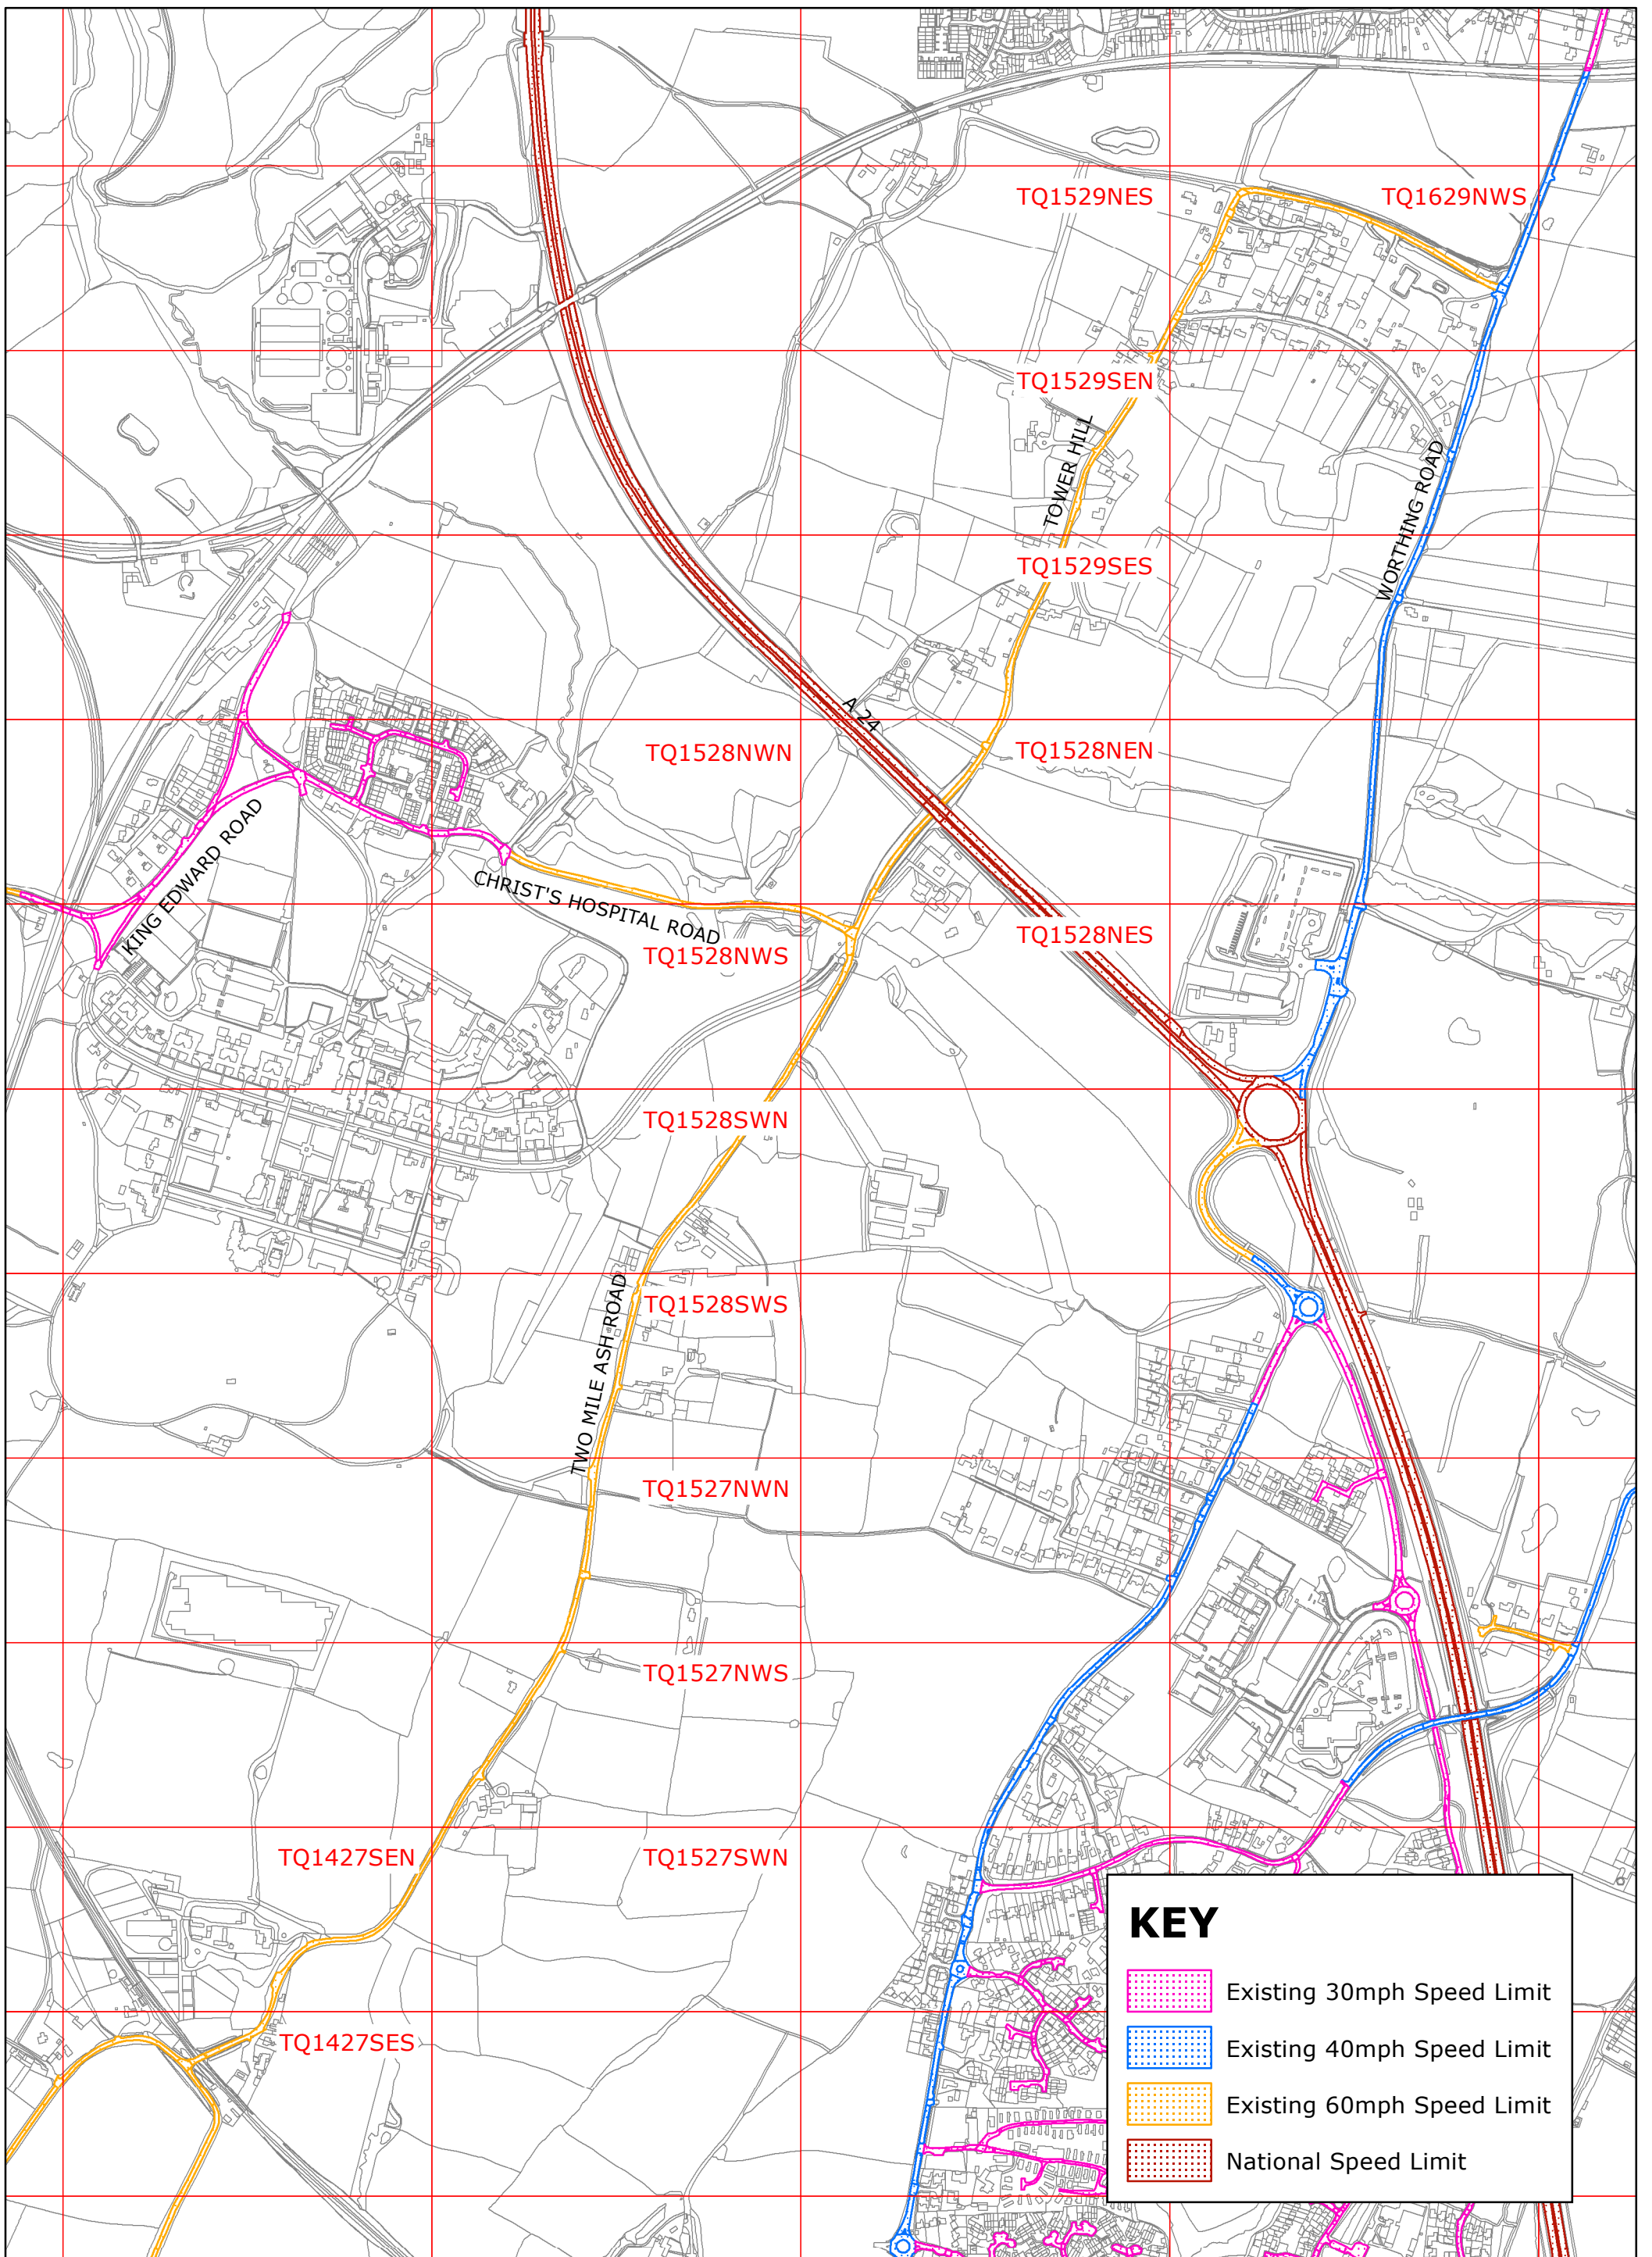 TQ1529NES
TQ1629NWS
TQ1529SEN
TOWER HILL
WORTHING ROAD
TQ1529SES
A 24
TQ1528NWN
TQ1528NEN
KING EDWARD ROAD
CHRIST'S HOSPITAL ROAD
TQ1528NWS
TQ1528NES
TQ1528SWN
TQ1528SWS
TWO MILE ASH ROAD
TQ1527NWN
TQ1527NWS
TQ1427SEN
TQ1527SWN
TQ1427SES
KEY
Existing 30mph Speed Limit
Existing 40mph Speed Limit
Existing 60mph Speed Limit
National Speed Limit